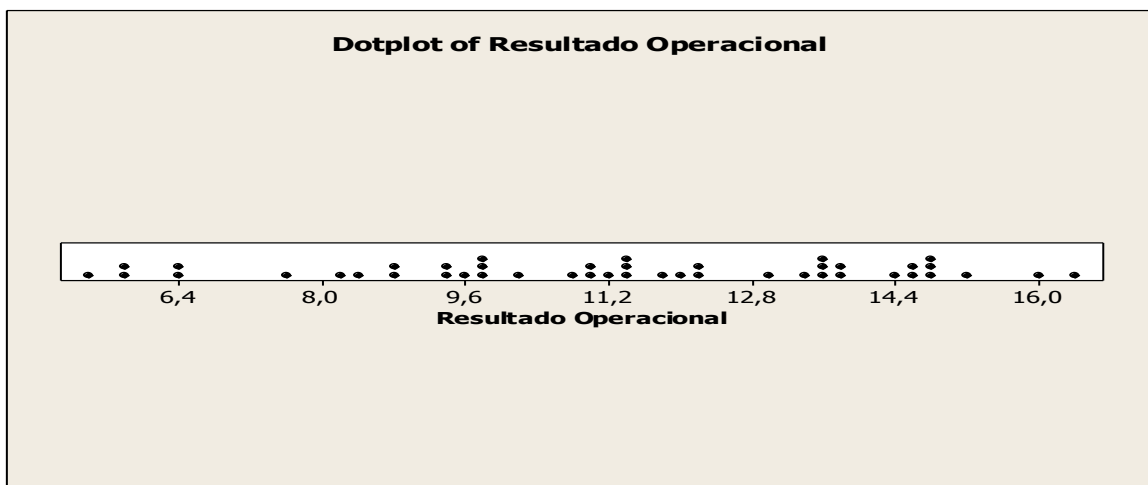 Dotplot of Resultado Operacional
6,4 8,0 9,6 11,2 12,8 14,4 16,0
Resultado Operacional